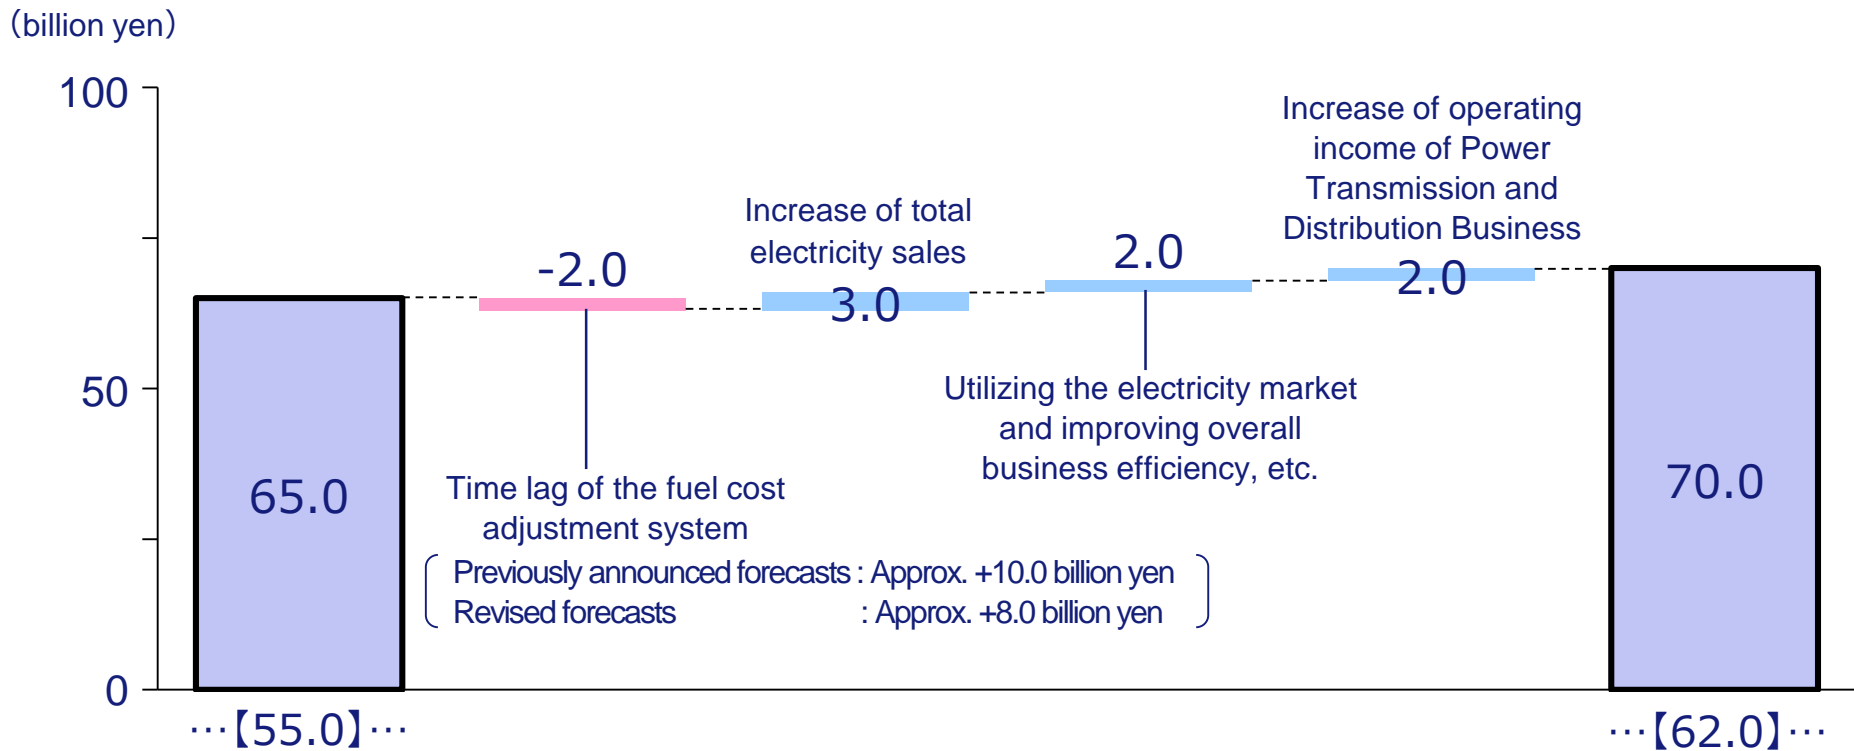 （billion yen）
100
50
0
65.0
-2.0
Time lag of the fuel cost
adjustment system
Previously announced forecasts : Approx. +10.0 billion yen
Revised forecasts : Approx. +8.0 billion yen
Increase of total
electricity sales
3.0
2.0
Utilizing the electricity market
and improving overall
business efficiency, etc.
Increase of operating
income of Power
Transmission and
Distribution Business
2.0
70.0
…【55.0】…
…【62.0】…